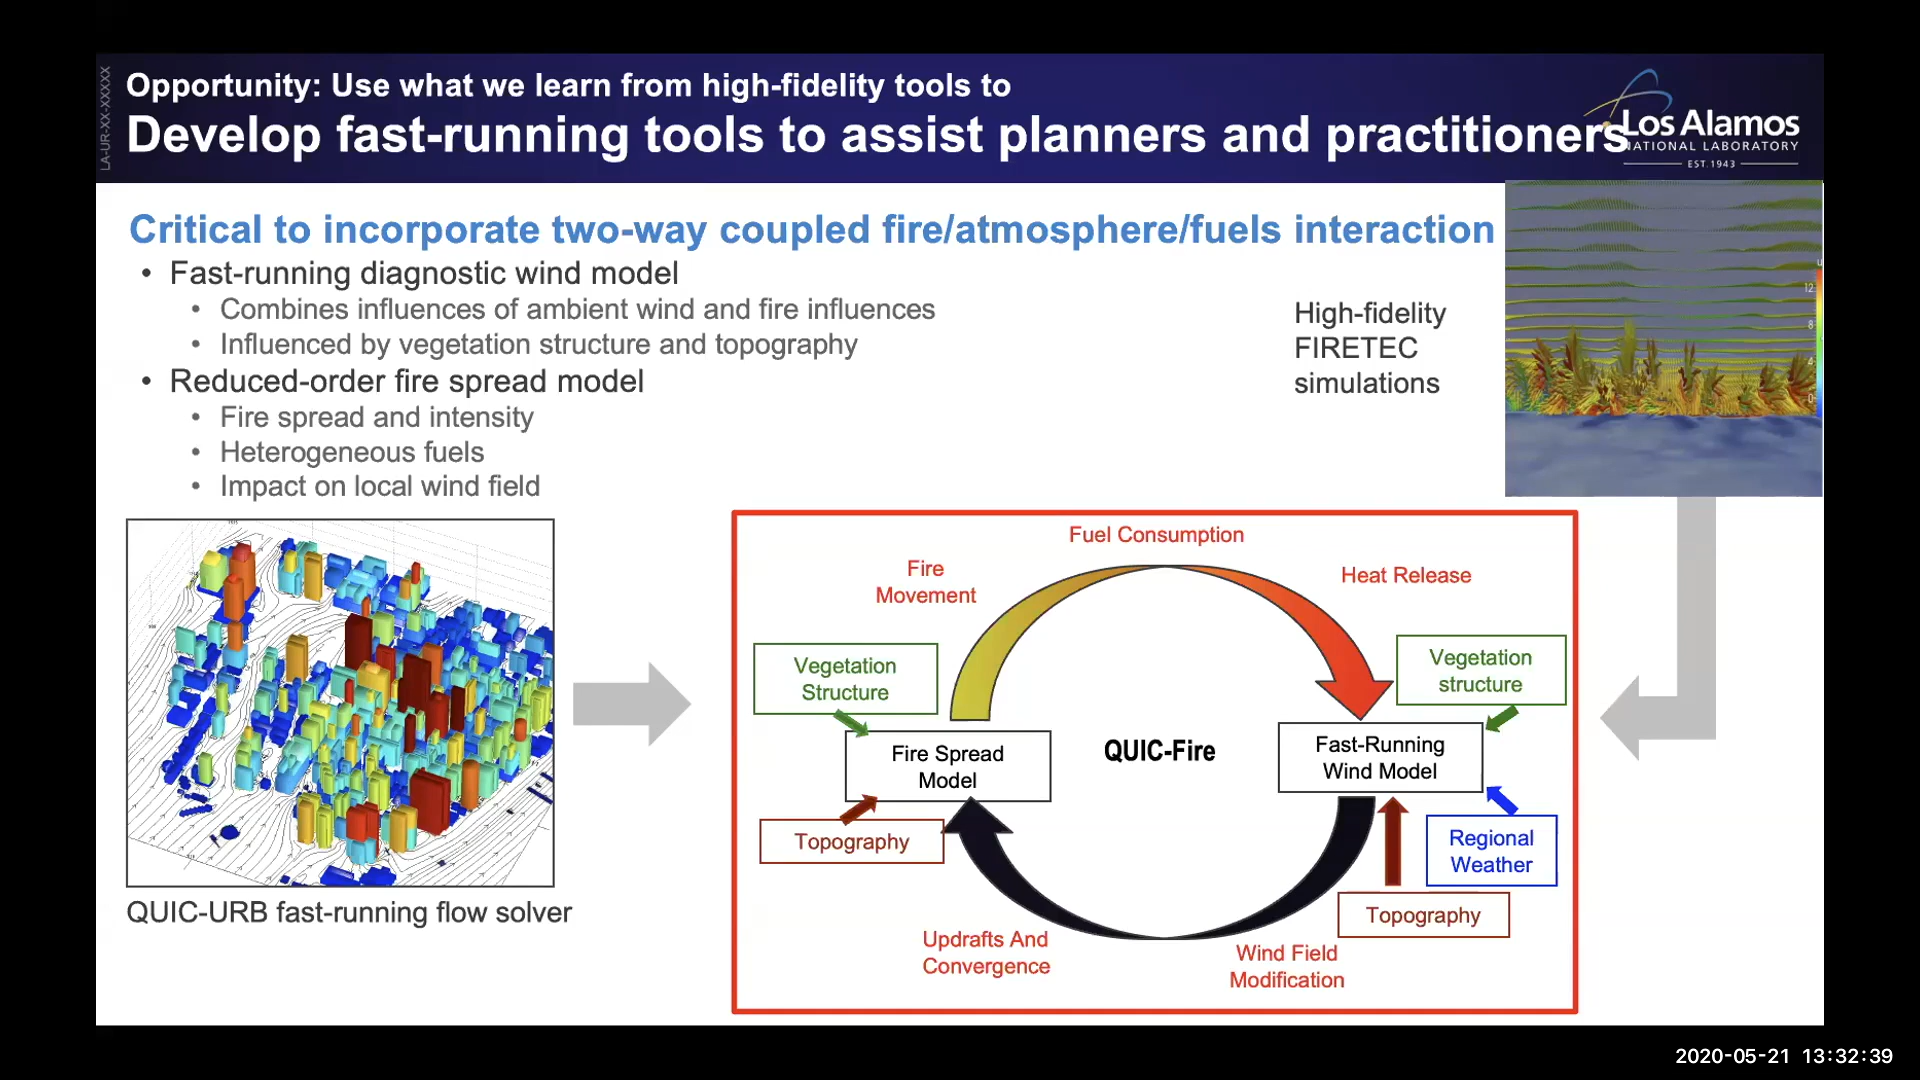 LA-UR-XX-XXXXX
Opportunity: Use what we learn from high-fidelity tools to
Develop fast-running tools to assist planners and practitioners
Los Alamos
NATIONAL LABORATORY
EST. 1943
Critical to incorporate two-way coupled fire/atmosphere/fuels interaction
• Fast-running diagnostic wind model
• Combines influences of ambient wind and fire influences
• Influenced by vegetation structure and topography
• Reduced-order fire spread model
• Fire spread and intensity
• Heterogeneous fuels
• Impact on local wind field
High-fidelity
FIRETEC
simulations
u
12
8
4
0
QUIC-URB fast-running flow solver
Fuel Consumption
Fire
Movement
Heat Release
Vegetation
Structure
Vegetation
structure
Fire Spread
Model
QUIC-Fire
Fast-Running
Wind Model
Topography
Regional
Weather
Topography
Updrafts And
Convergence
Wind Field
Modification
2020-05-21 13:32:39